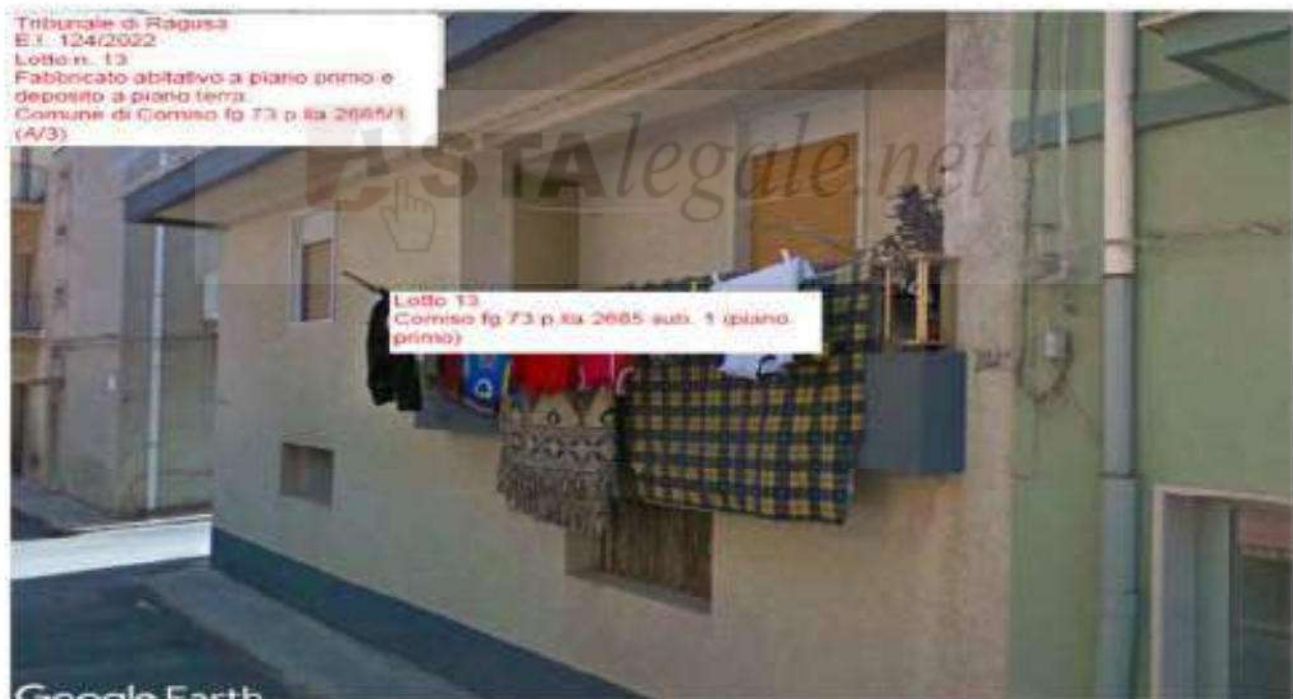 Tribunale di Ragusa
E.I. 124/2022
Lotto n. 13
Fabbricato abitativo a piano primo e
deposito a piano terra
Comune di Comiso fg 73 p.lla 2685/1
(A/3)
ASTAlegale.net
Lotto 13
Comiso fg 73 p.lla 2685 sub. 1 (piano
primo)
Google Earth